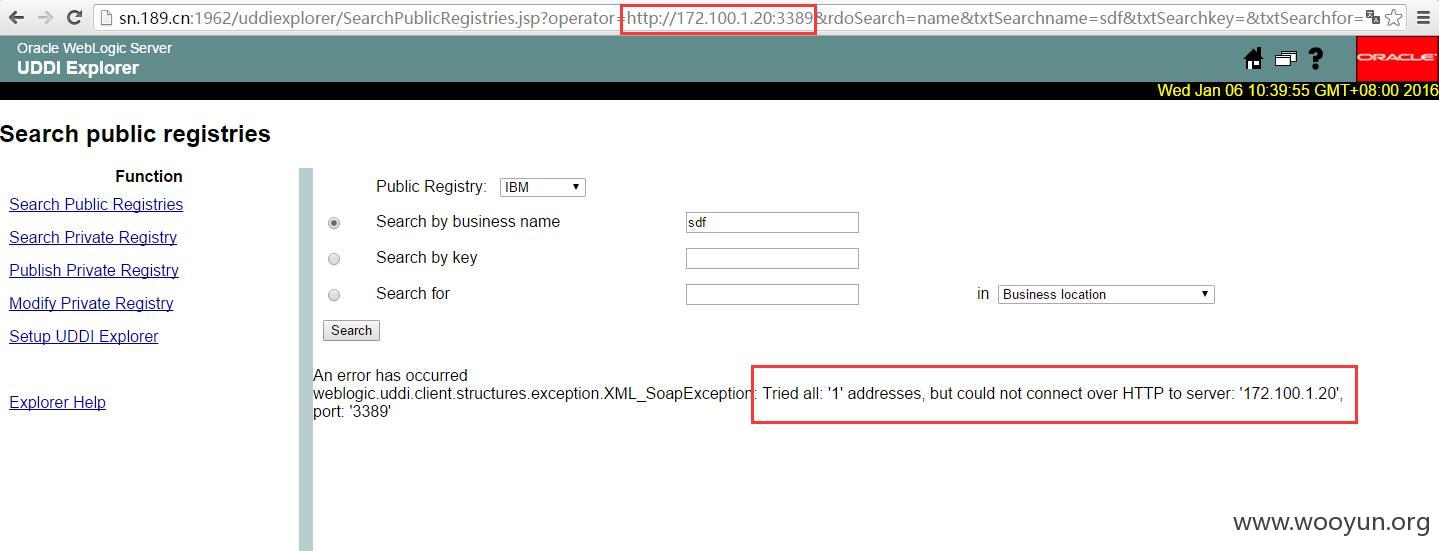 sn.189.cn:1962/uddiexplorer/SearchPublicRegistries.jsp?operator=http://172.100.1.20:3389&rdoSearch=name&txtSearchname=sdf&txtSearchkey=&txtSearchfor=
Oracle WebLogic Server
UDDI Explorer
ORACLE
Wed Jan 06 10:39:55 GMT+08:00 2016
Search public registries
Function
Search Public Registries
Search Private Registry
Publish Private Registry
Modify Private Registry
Setup UDDI Explorer
Explorer Help
Public Registry: IBM
Search by business name sdf
Search by key
Search for in Business location
Search
An error has occurred
weblogic.uddi.client.structures.exception.XML_SoapException: Tried all: '1' addresses, but could not connect over HTTP to server: '172.100.1.20',
port: '3389'
www.wooyun.org